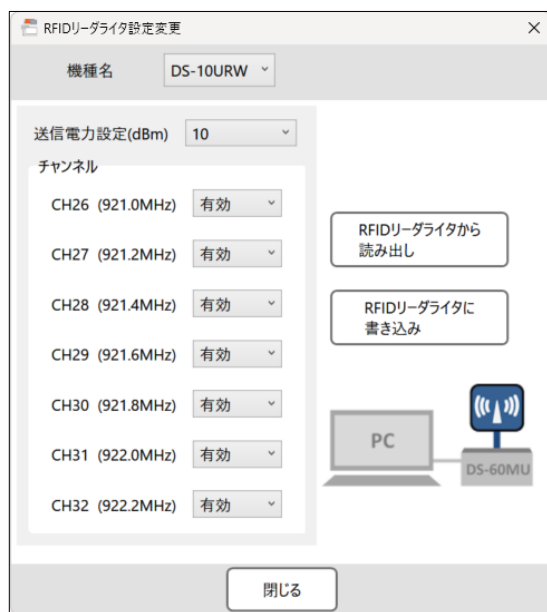 RFIDリーダライタ設定変更
機種名 DS-10URW
送信電力設定(dBm) 10
チャンネル
CH26 (921.0MHz) 有効
CH27 (921.2MHz) 有効
CH28 (921.4MHz) 有効
CH29 (921.6MHz) 有効
CH30 (921.8MHz) 有効
CH31 (922.0MHz) 有効
CH32 (922.2MHz) 有効
RFIDリーダライタから
読み出し
RFIDリーダライタに
書き込み
PC
DS-60MU
閉じる